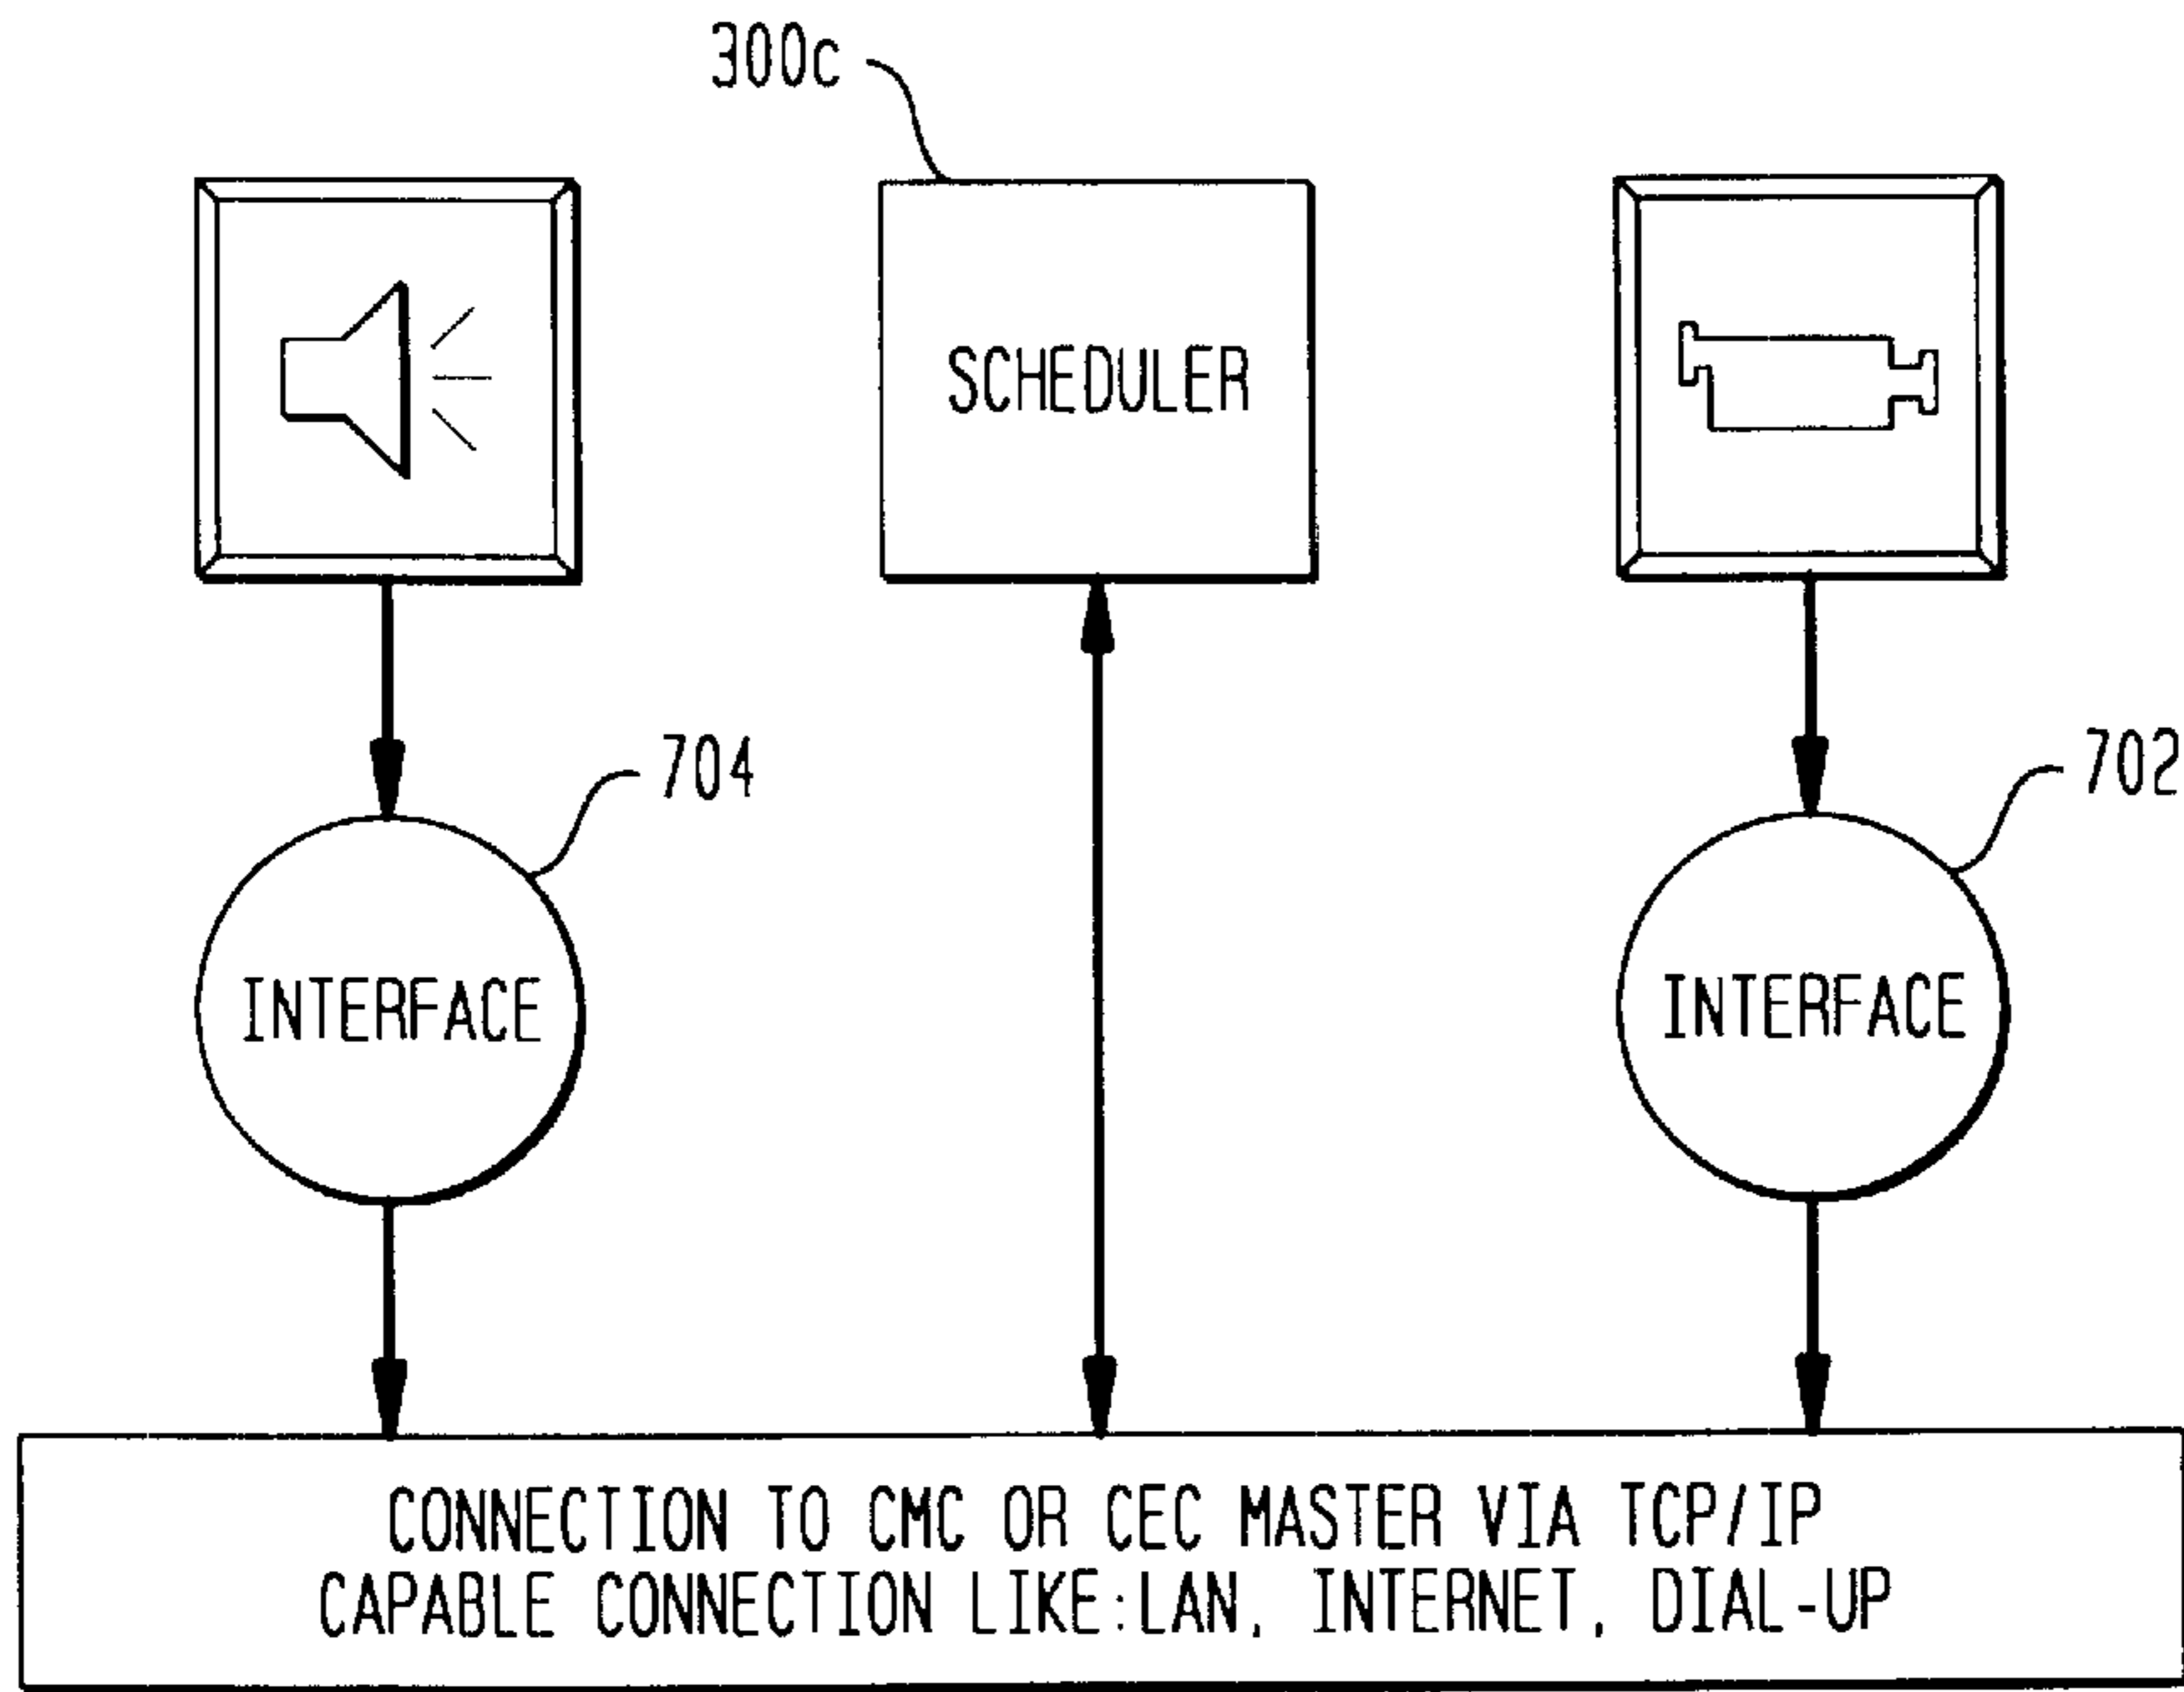 300c
SCHEDULER
704
702
INTERFACE
INTERFACE
CONNECTION TO CMC OR CEC MASTER VIA TCP/IP
CAPABLE CONNECTION LIKE:LAN, INTERNET, DIAL-UP